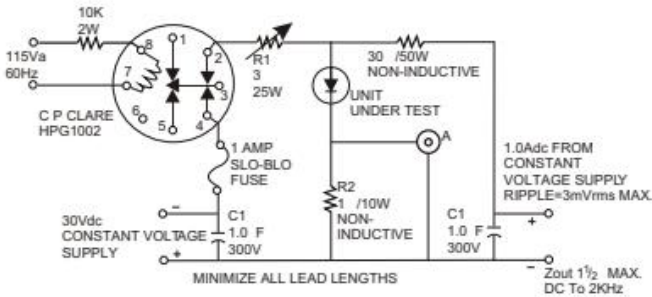 10K
2W
115Va
60Hz
8
1
2
7
3
6
5
4
C P CLARE
HPG1002
R1
3
25W
30 /50W
NON-INDUCTIVE
UNIT
UNDER TEST
A
1 AMP
SLO-BLO
FUSE
R2
1 /10W
NON-
INDUCTIVE
1.0Adc FROM
CONSTANT
VOLTAGE SUPPLY
RIPPLE=3mVrms MAX.
–
30Vdc
CONSTANT VOLTAGE
SUPPLY
+
C1
1.0 F
300V
C1
1.0 F
300V
+
–
MINIMIZE ALL LEAD LENGTHS
Zout 1½ MAX.
DC To 2KHz